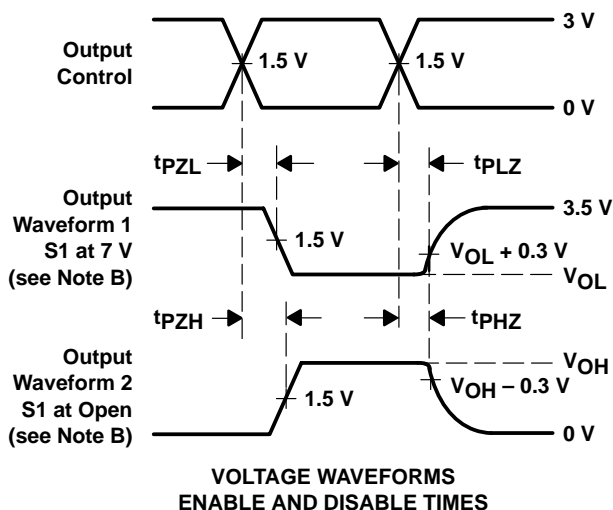 3 V
Output
Control
1.5 V
1.5 V
0 V
tPZL
tPLZ
Output
Waveform 1
S1 at 7 V
(see Note B)
3.5 V
1.5 V
VOL + 0.3 V
VOL
tPZH
tPHZ
Output
Waveform 2
S1 at Open
(see Note B)
VOH
VOH – 0.3 V
1.5 V
0 V
VOLTAGE WAVEFORMS
ENABLE AND DISABLE TIMES